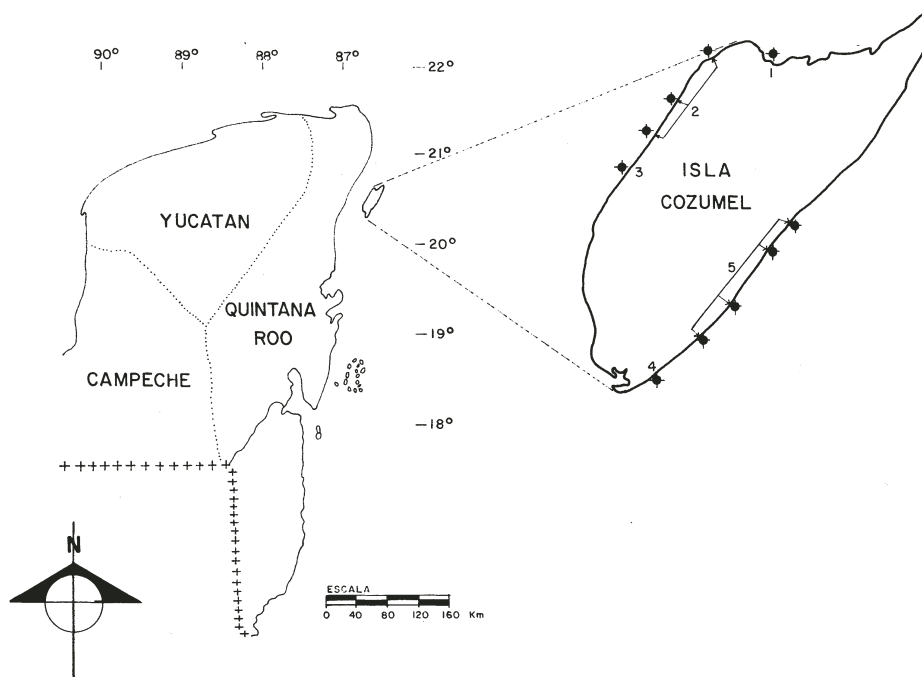 90° 89° 88° 87°
—22°
—21°
—20°
—19°
—18°
YUCATAN
QUINTANA
ROO
CAMPECHE
N
ESCALA
0 40 80 120 160 Km
1
2
3
ISLA
COZUMEL
5
4